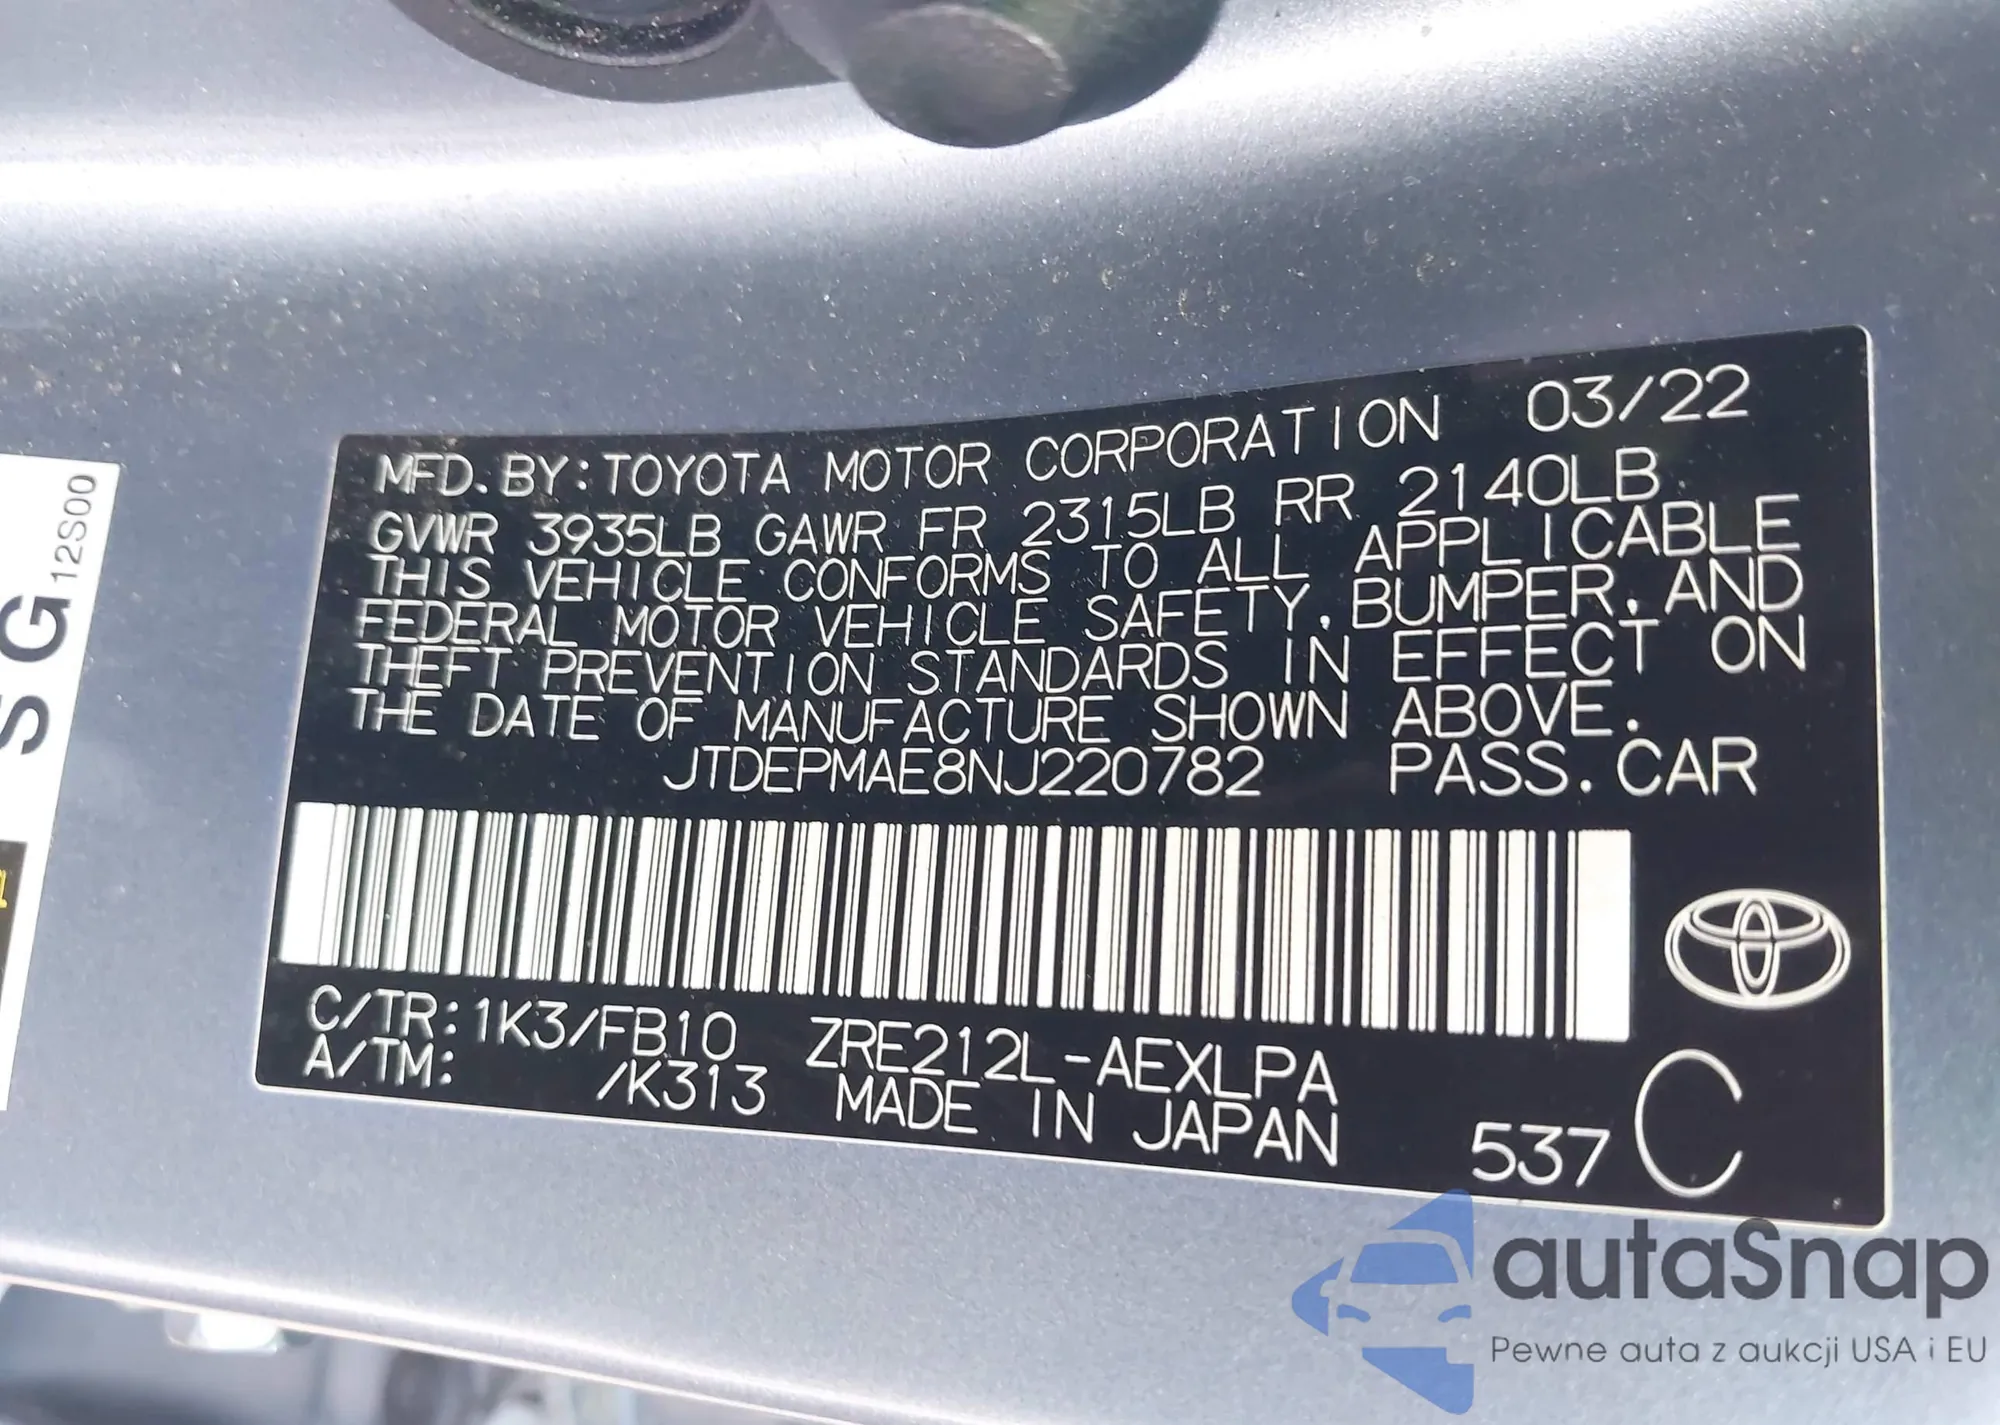 MFD. BY:TOYOTA MOTOR CORPORATION 03/22
GVWR 3935LB GAWR FR 2315LB RR 2140LB
THIS VEHICLE CONFORMS TO ALL APPLICABLE
FEDERAL MOTOR VEHICLE SAFETY, BUMPER, AND
THEFT PREVENTION STANDARDS IN EFFECT ON
THE DATE OF MANUFACTURE SHOWN ABOVE.
JTDEPMAE8NJ220782 PASS. CAR
C/TR:1K3/FB10 ZRE212L-AEXLPA
A/TM: /K313 MADE IN JAPAN
537 C
SG 12S00
autaSnap
Pewne auta z aukcji USA i EU